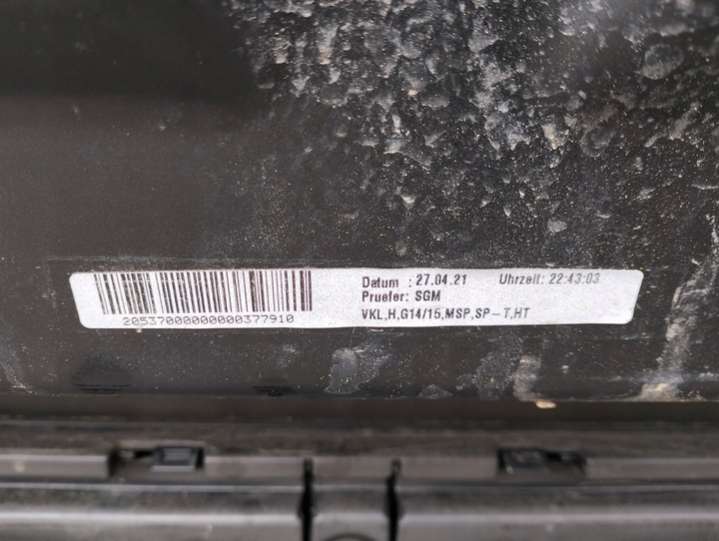 20537000000000377910
Datum : 27.04.21 Uhrzeit: 22:43:03
Pruefer: SGM
VKL,H,G14/15,MSP,SP-T,HT